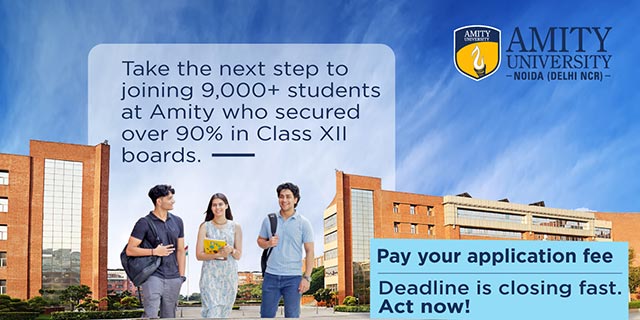 AMITY
UNIVERSITY
NOIDA (DELHI NCR)
Take the next step to
joining 9,000+ students
at Amity who secured
over 90% in Class XII
boards.
AMITY UNIVERSITY
Pay your application fee
Deadline is closing fast.
Act now!